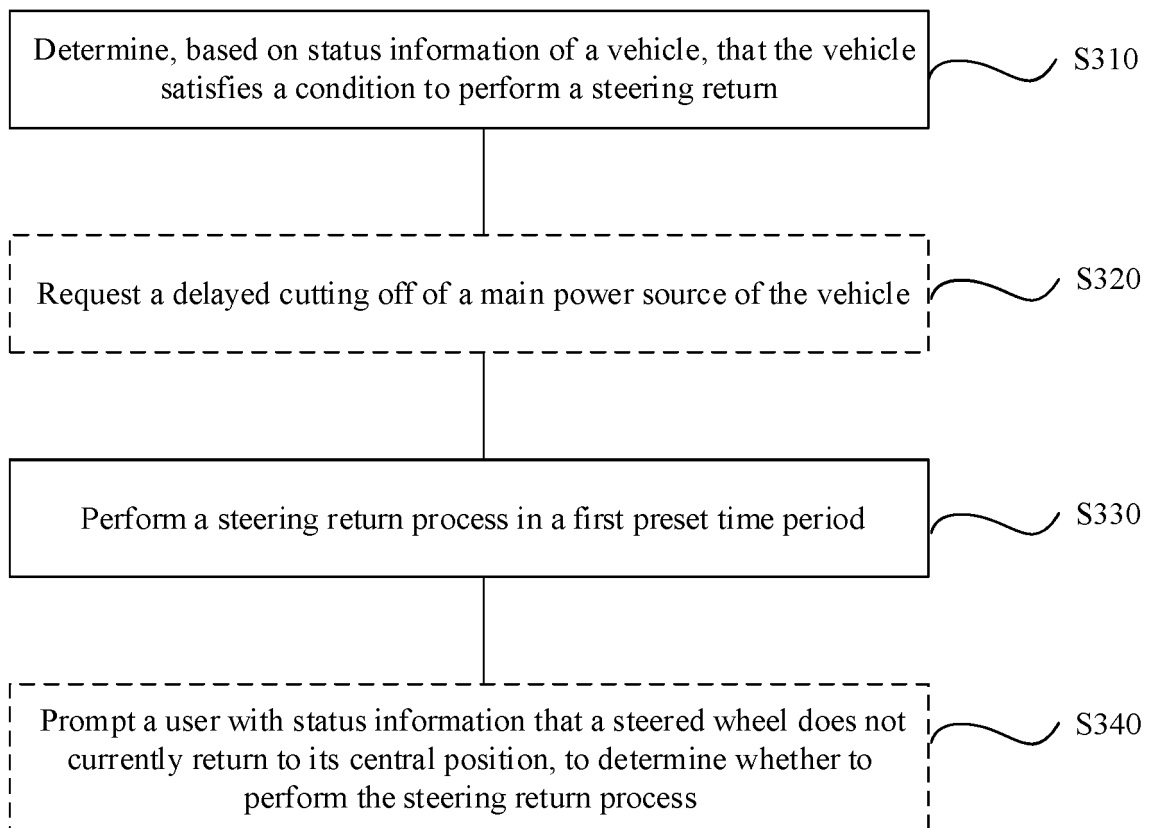 Determine, based on status information of a vehicle, that the vehicle
satisfies a condition to perform a steering return
S310
Request a delayed cutting off of a main power source of the vehicle
S320
Perform a steering return process in a first preset time period
S330
Prompt a user with status information that a steered wheel does not
currently return to its central position, to determine whether to
perform the steering return process
S340